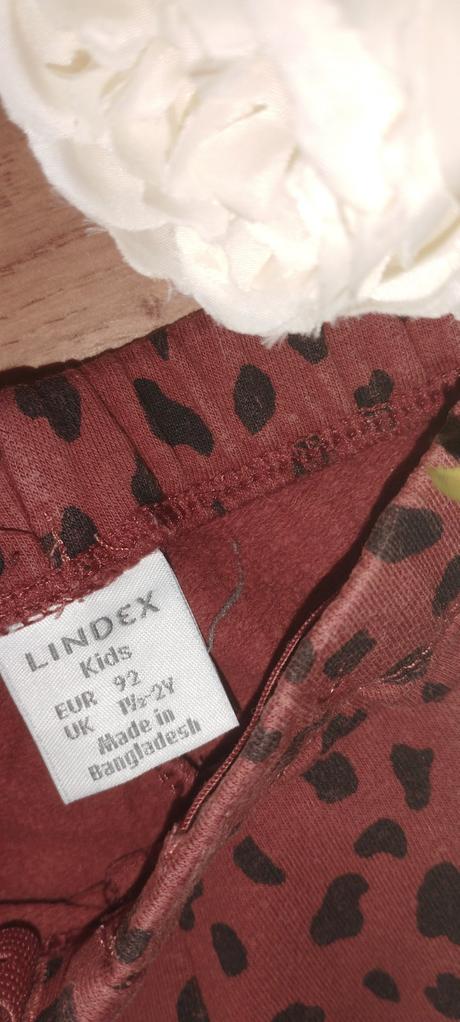 LINDEX
Kids
EUR 92
UK 1½-2Y
Made in
Bangladesh